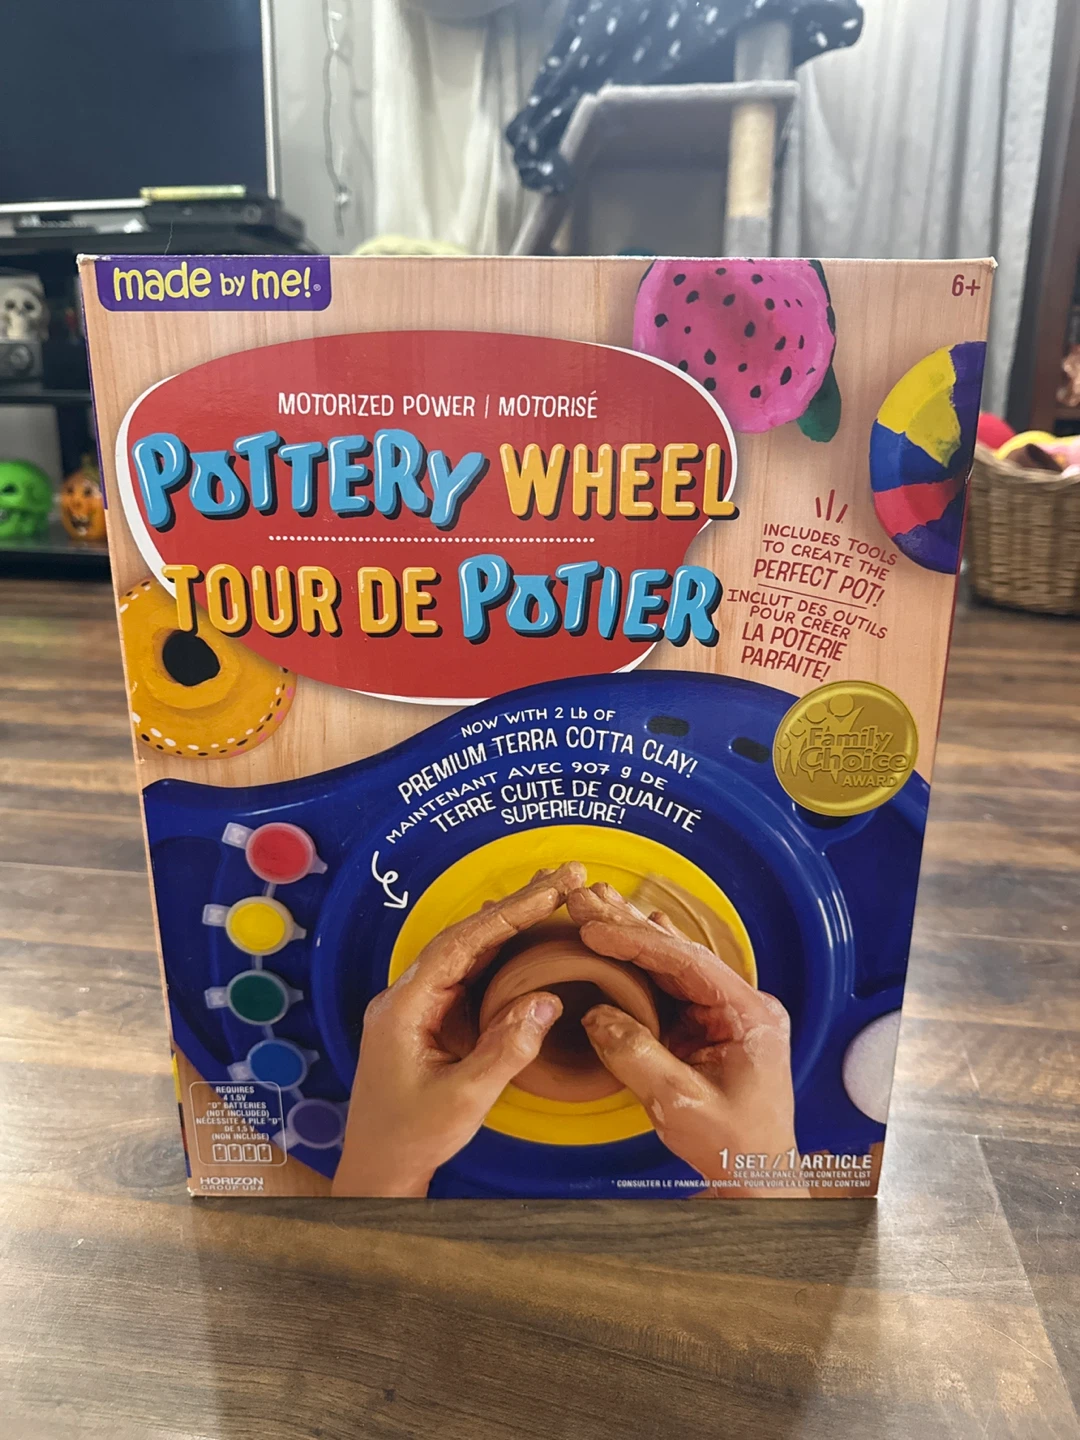 made by me!®
6+
MOTORIZED POWER | MOTORISÉ
POTTERY WHEEL
TOUR DE POTIER
INCLUDES TOOLS
TO CREATE THE
PERFECT POT!
INCLUT DES OUTILS
POUR CRÉER
LA POTERIE
PARFAITE!
NOW WITH 2 Lb OF
PREMIUM TERRA COTTA CLAY!
MAINTENANT AVEC 907 g DE
TERRE CUITE DE QUALITÉ
SUPERIEURE!
Family
Choice
AWARD
REQUIRES
4 1.5V
"D" BATTERIES
(NOT INCLUDED)
NÉCESSITE 4 PILE "D"
DE 1.5 V
(NON INCLUSE)
HORIZON
GROUP USA
1 SET / 1 ARTICLE
* SEE BACK PANEL FOR CONTENT LIST
* CONSULTER LE PANNEAU DORSAL POUR VOIR LA LISTE DU CONTENU